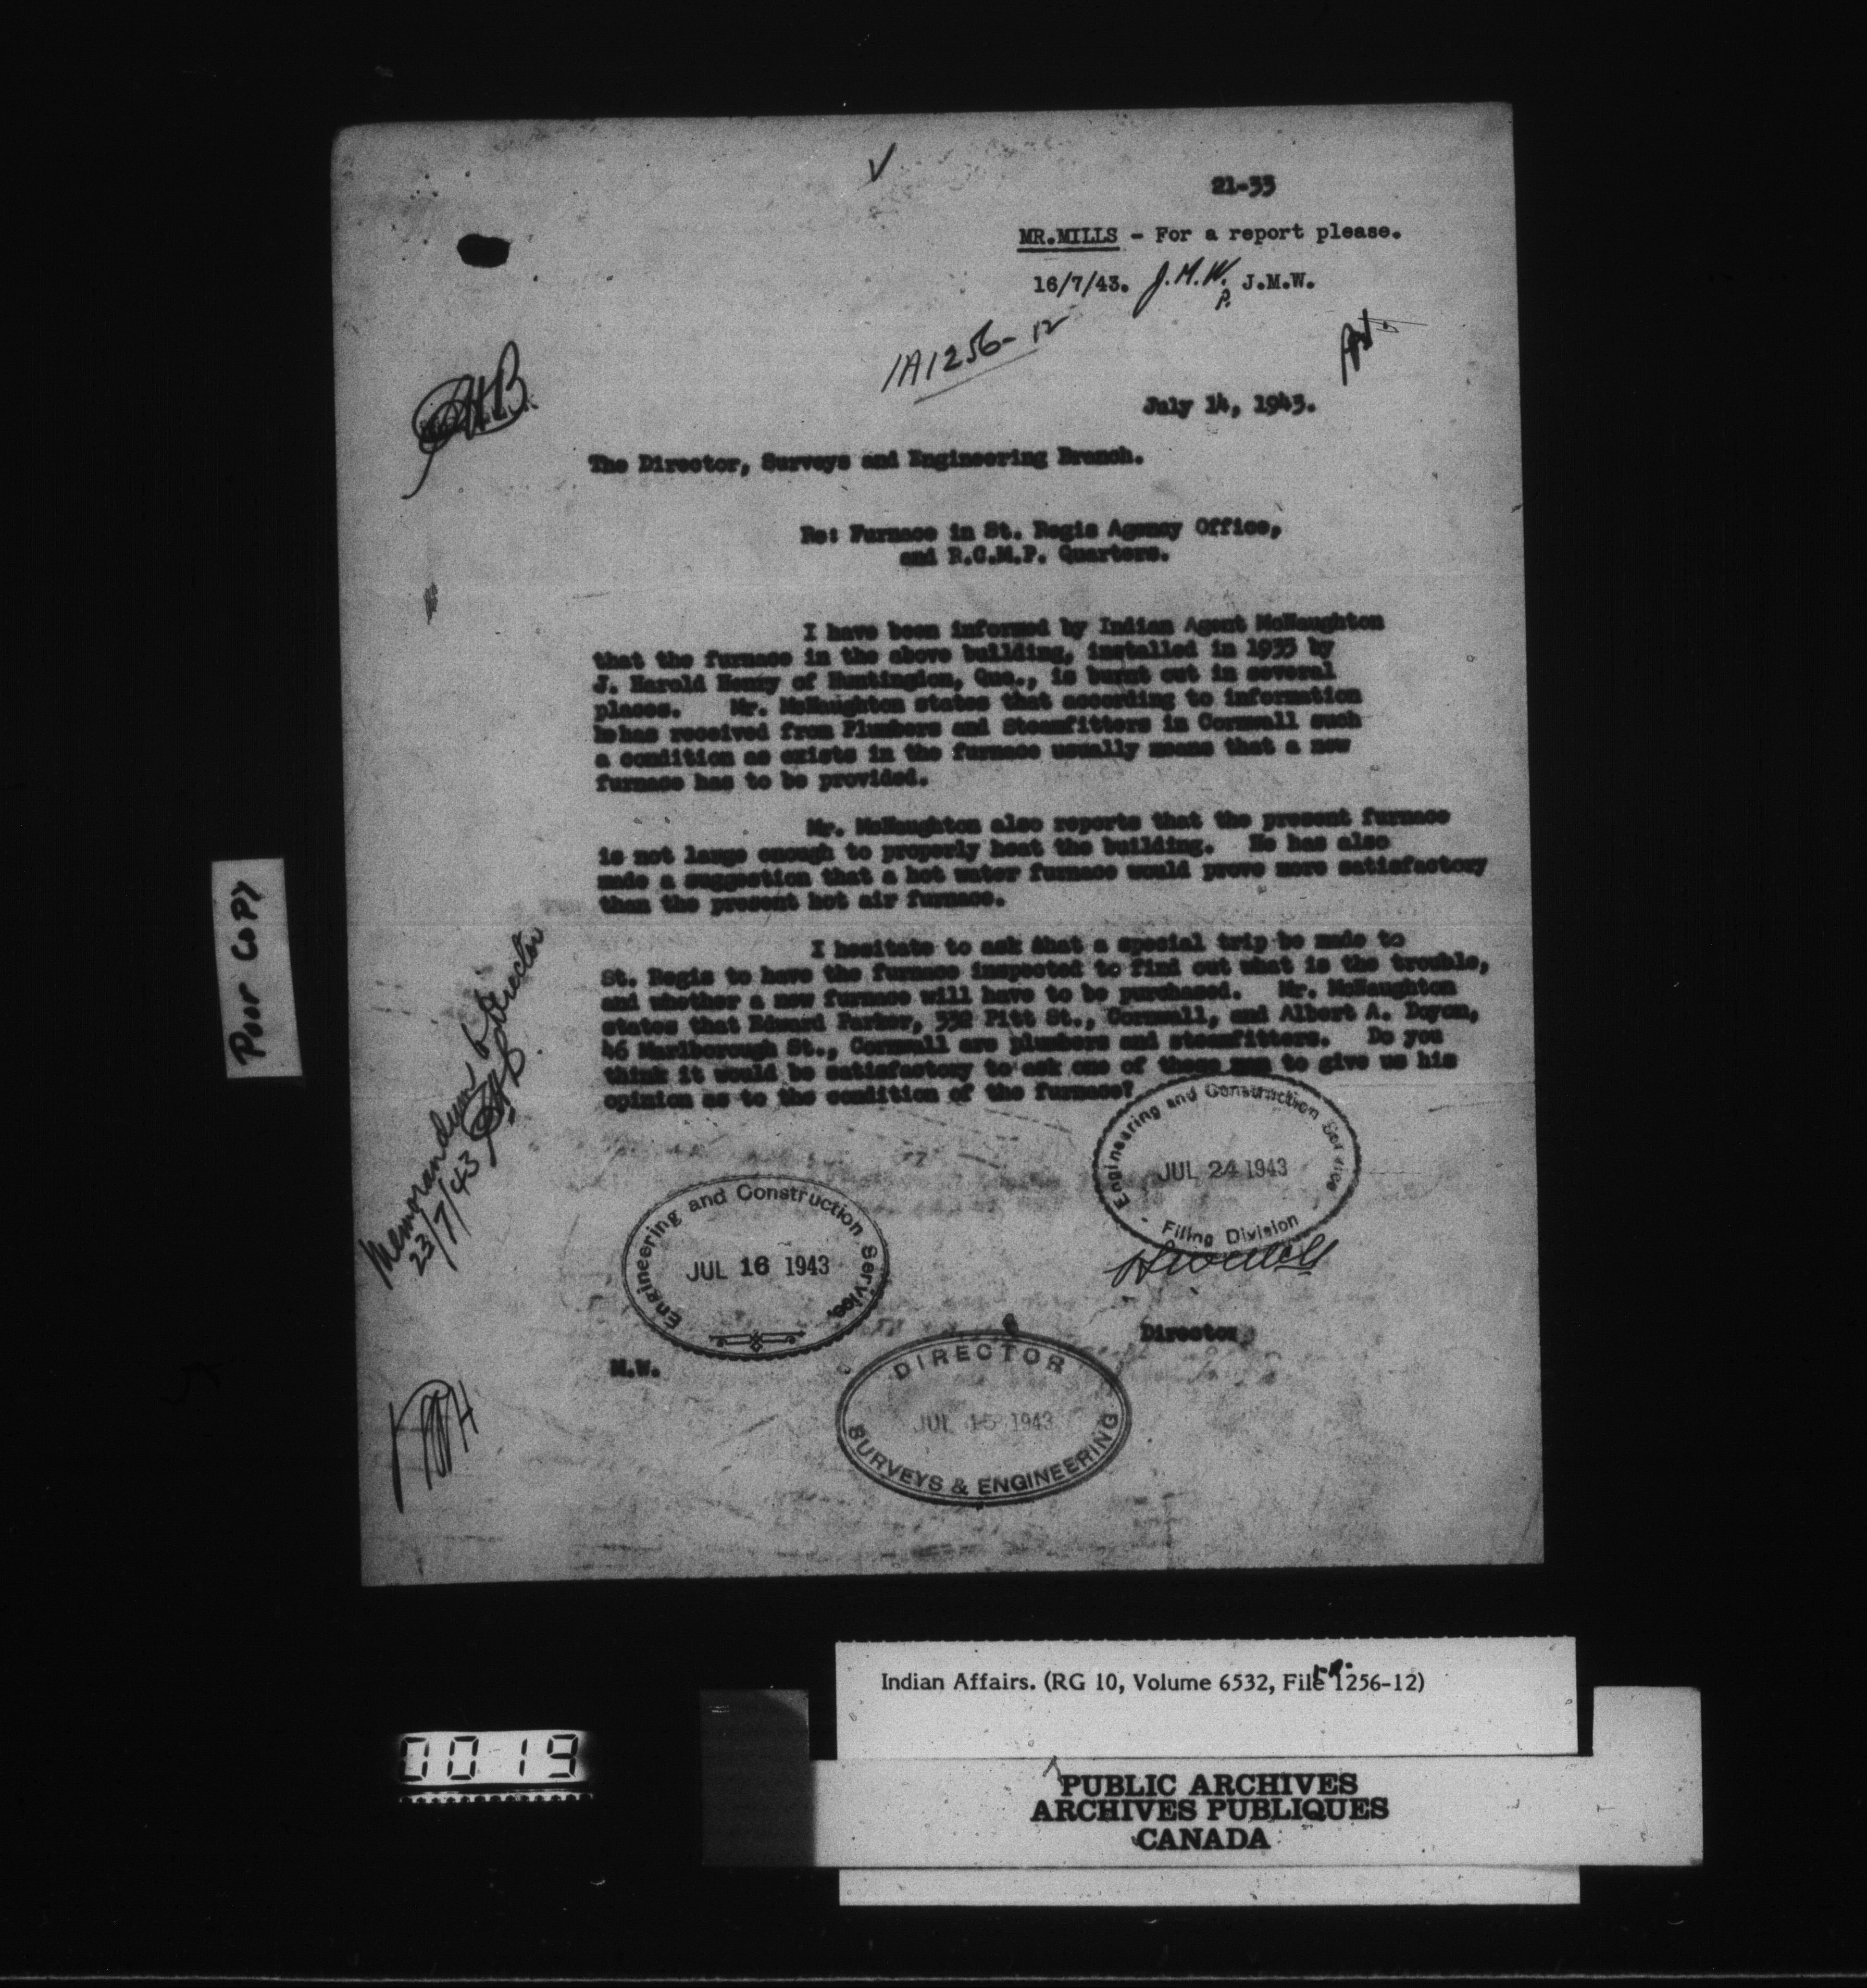 21-33
MR.MILLS - For a report please.
16/7/43. J.M.W. J.M.W.
P.
1A1256-12
July 14, 1943.
The Director, Surveys and Engineering Branch.
Re: Furnace in St. Regis Agency Office,
and R.C.M.P. Quarters.
I have been informed by Indian Agent McNaughton
that the furnace in the above building, installed in 1933 by
J. Harold Henry of Huntingdon, Que., is burnt out in several
places. Mr. McNaughton states that according to information
he has received from Plumbers and Steamfitters in Cornwall such
a condition as exists in the furnace usually means that a new
furnace has to be provided.
Mr. McNaughton also reports that the present furnace
is not large enough to properly heat the building. He has also
made a suggestion that a hot water furnace would prove more satisfactory
than the present hot air furnace.
I hesitate to ask that a special trip be made to
St. Regis to have the furnace inspected to find out what is the trouble,
and whether a new furnace will have to be purchased. Mr. McNaughton
states that Edward Parker, 332 Pitt St., Cornwall, and Albert A. Doyon,
46 Marlborough St., Cornwall are plumbers and steamfitters. Do you
think it would be satisfactory to ask one of these men to give us his
opinion as to the condition of the furnace?
Engineering and Construction Service
JUL 24 1943
Filing Division
Engineering and Construction Service,
JUL 16 1943
Director
M.W.
DIRECTOR
JUL 15 1943
SURVEYS & ENGINEERING
Memorandum to Director
23/7/43
Poor Copy
Indian Affairs. (RG 10, Volume 6532, File 1256-12)
0019
PUBLIC ARCHIVES
ARCHIVES PUBLIQUES
CANADA